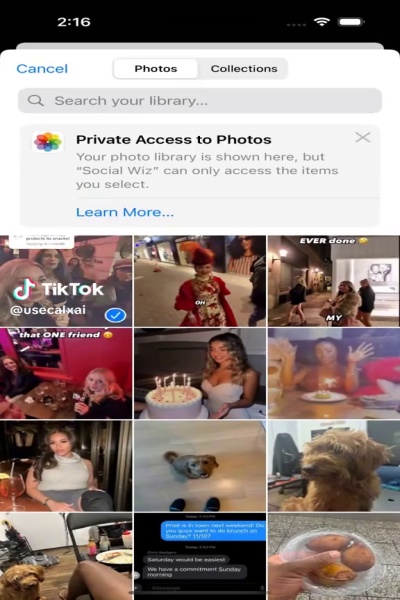 2:16
Cancel
Photos
Collections
Search your library...
Private Access to Photos
Your photo library is shown here, but
“Social Wiz” can only access the items
you select.
Learn More...
TikTok
@usecalxai
OH
EVER done
MY
that ONE friend
Priel is in town next weekend! Do
you guys want to do brunch on
Sunday? 11/10?
Saturday would be easiest
We have a commitment Sunday
morning